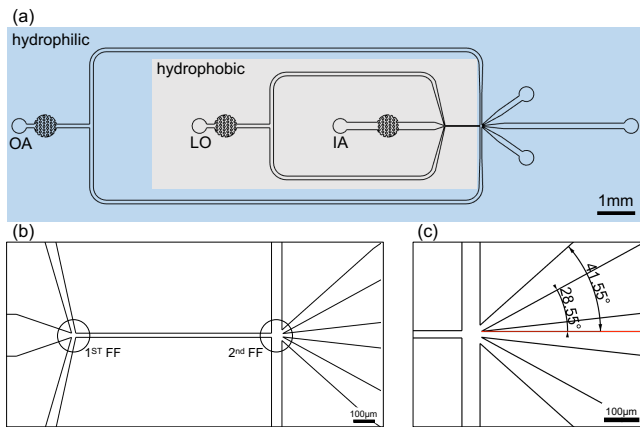 (a)
hydrophilic
hydrophobic
OA
LO
IA
1mm
(b)
1ST FF
2nd FF
100μm
(c)
41.55°
28.55°
100μm